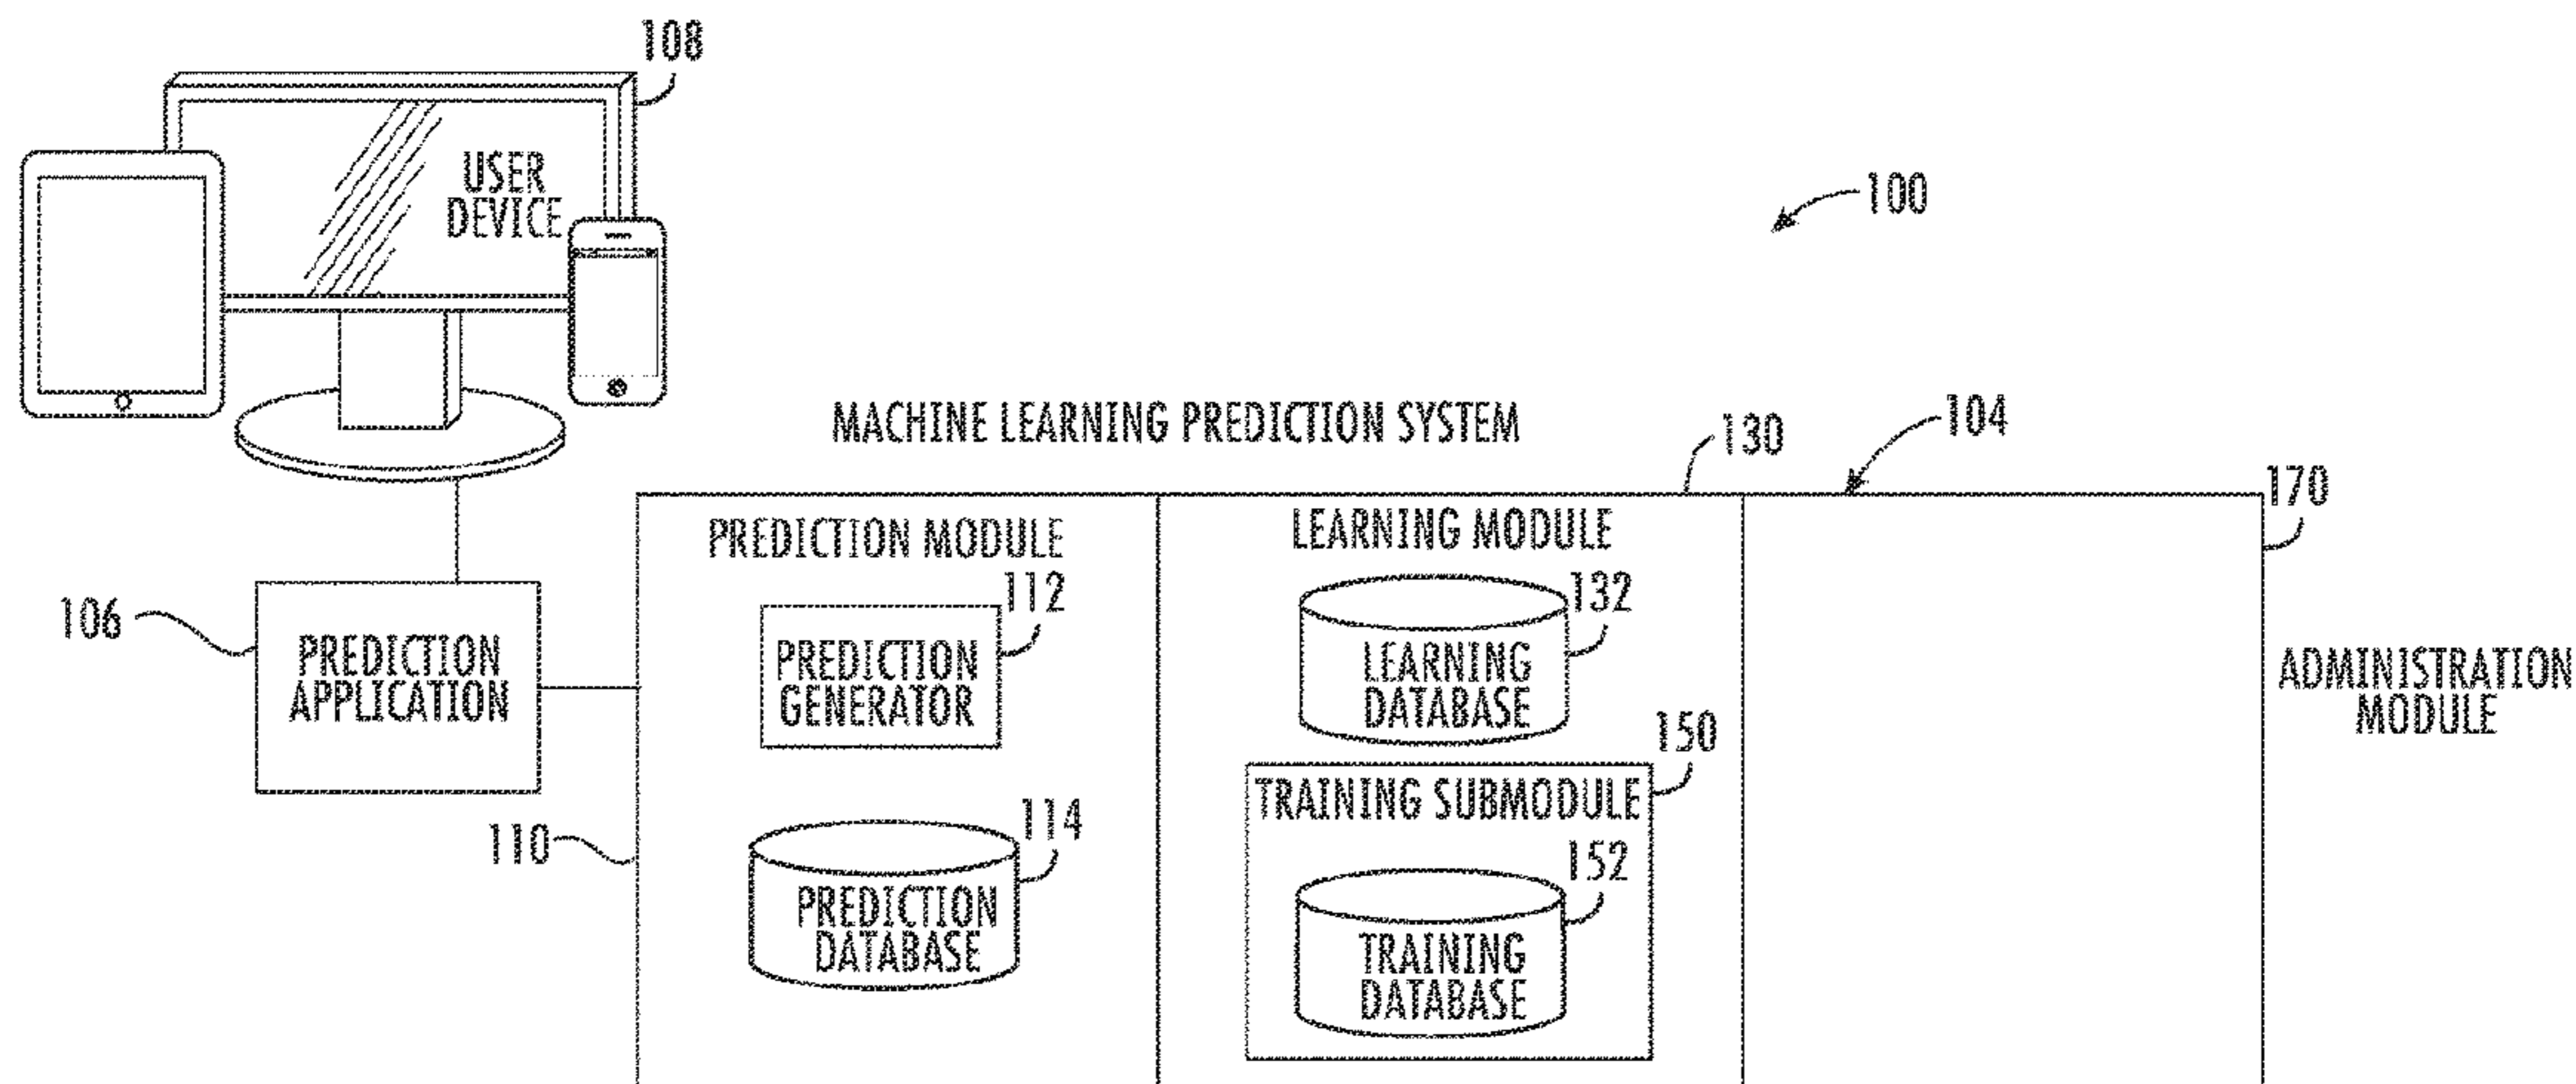 108
USER
DEVICE
100
MACHINE LEARNING PREDICTION SYSTEM
130
104
170
PREDICTION MODULE
LEARNING MODULE
112
132
106
PREDICTION
APPLICATION
PREDICTION
GENERATOR
LEARNING
DATABASE
ADMINISTRATION
MODULE
150
TRAINING SUBMODULE
110
114
152
PREDICTION
DATABASE
TRAINING
DATABASE